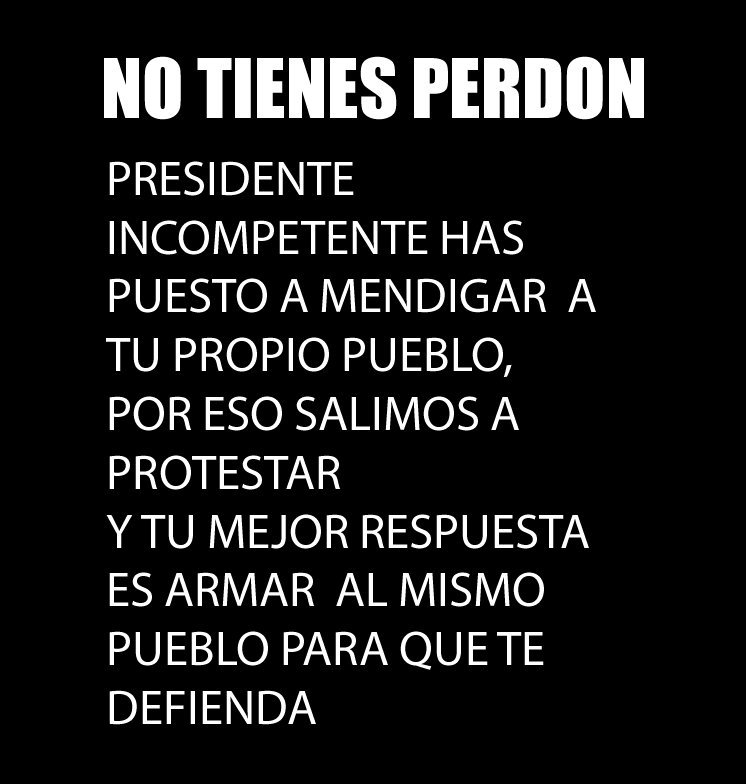 NO TIENES PERDON
PRESIDENTE
INCOMPETENTE HAS
PUESTO A MENDIGAR  A
TU PROPIO PUEBLO,
POR ESO SALIMOS A
PROTESTAR
Y TU MEJOR RESPUESTA
ES ARMAR  AL MISMO
PUEBLO PARA QUE TE
DEFIENDA